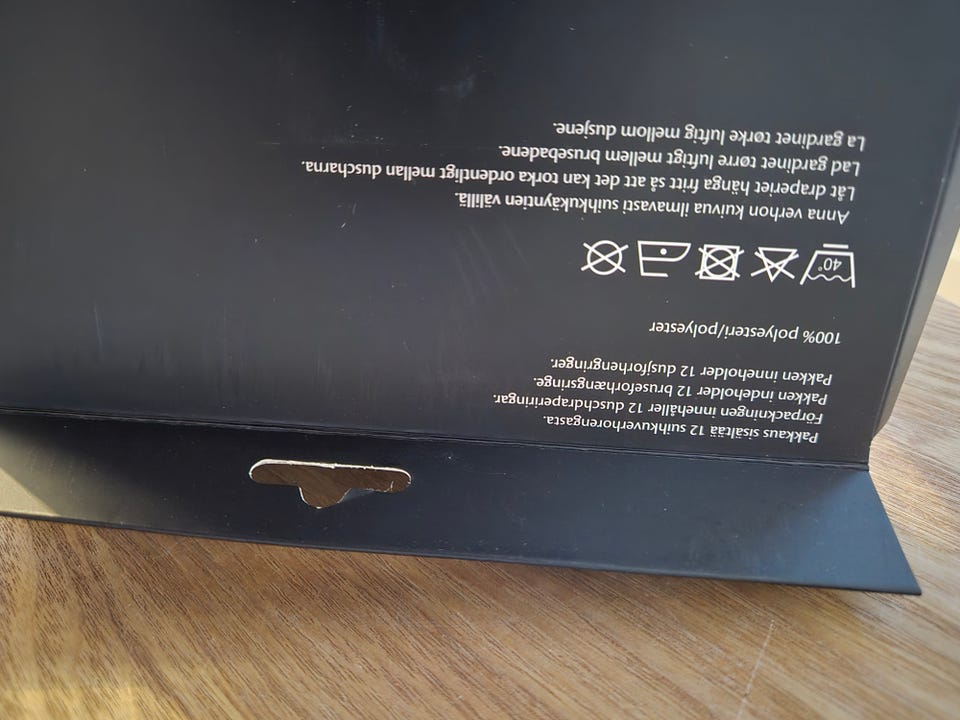 Pakkaus sisältää 12 suihkuverhorengasta.
Förpackningen innehåller 12 duschdraperiringar.
Pakken indeholder 12 bruseforhængsringe.
Pakken inneholder 12 dusjforhengringer.
100% polyesteri/polyester
40°
Anna verhon kuivua ilmavasti suihkukäyntien välillä.
Låt draperiet hänga fritt så att det kan torka ordentligt mellan duscharna.
Lad gardinet tørre luftigt mellem brusebadene.
La gardinet tørke luftig mellom dusjene.